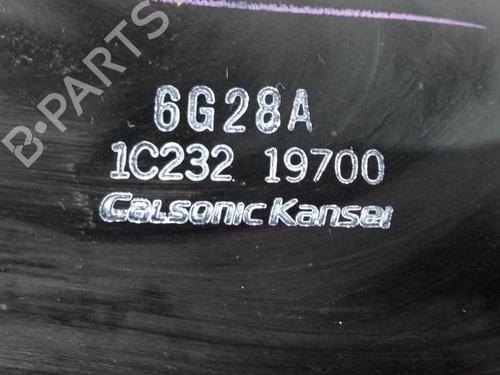 B-PARTS
6G28A
1C232 19700
Calsonic Kansei